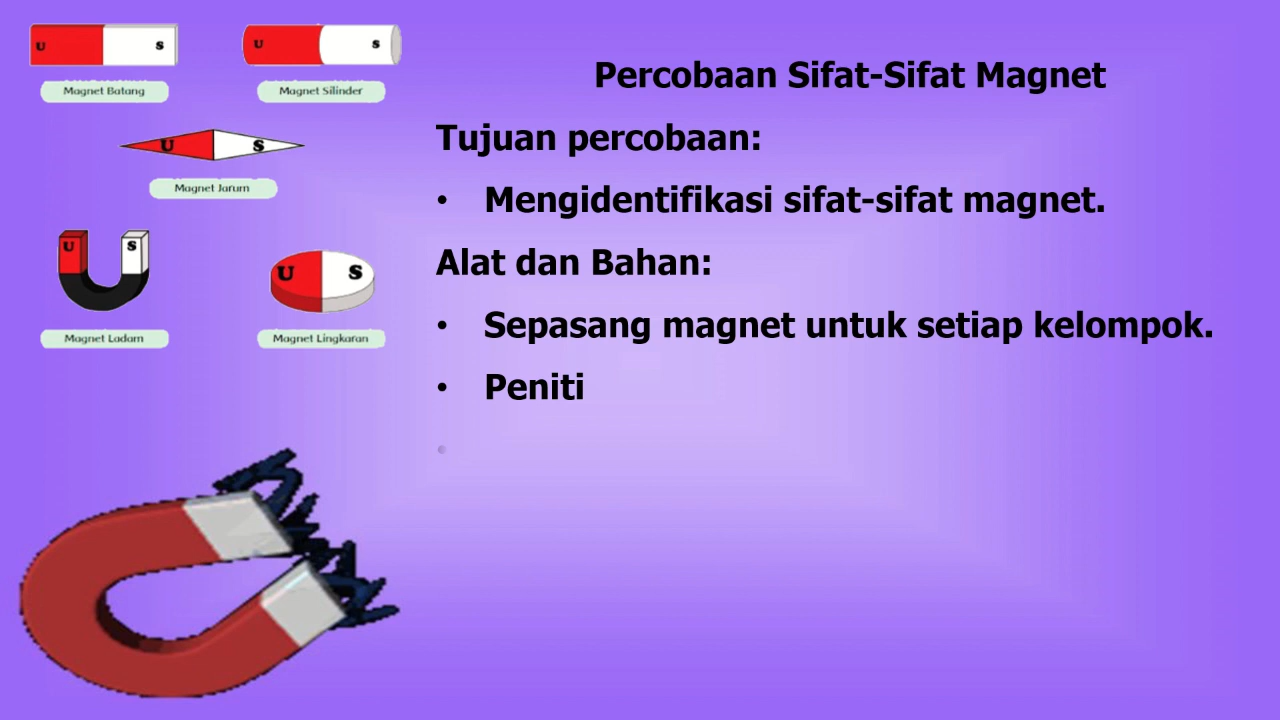 U S
U S
Magnet Batang
Magnet Silinder
U S
Magnet Jarum
U S
U S
Magnet Ladam
Magnet Lingkaran
Percobaan Sifat-Sifat Magnet
Tujuan percobaan:
• Mengidentifikasi sifat-sifat magnet.
Alat dan Bahan:
• Sepasang magnet untuk setiap kelompok.
• Peniti